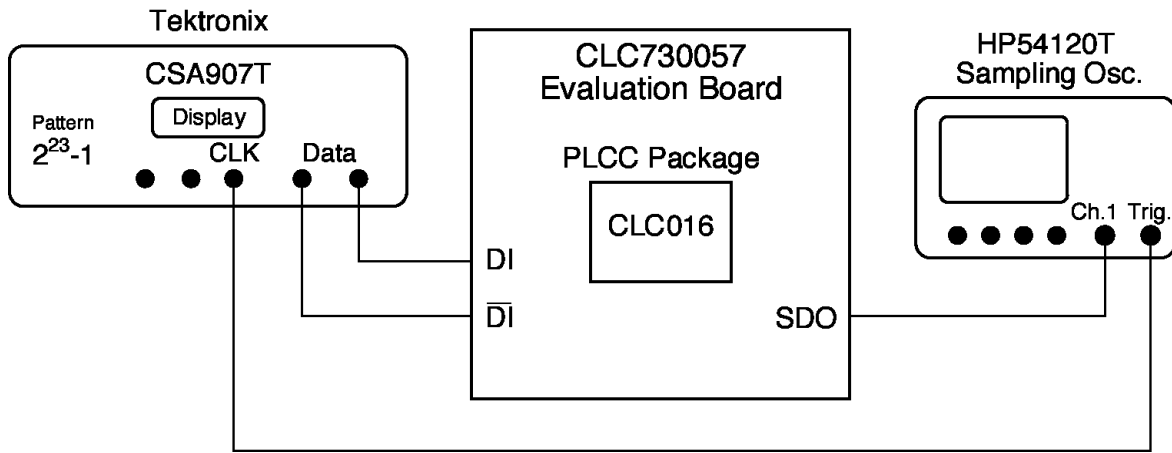 Tektronix
CSA907T
Display
Pattern
2²³-1
CLK
Data
CLC730057
Evaluation Board
PLCC Package
CLC016
DI
D̅I̅
SDO
HP54120T
Sampling Osc.
Ch.1 Trig.